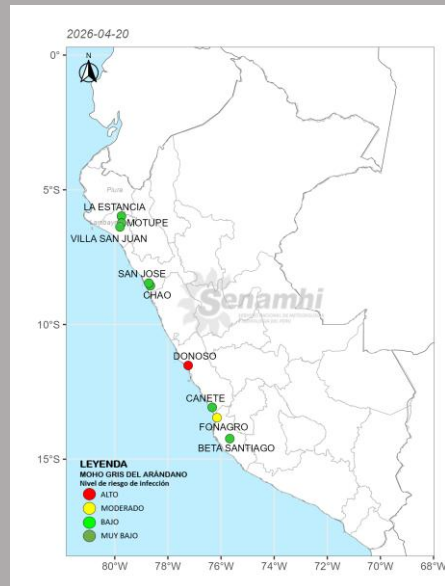 2026-04-20
N
0°
5°S
10°S
15°S
Piura
LA ESTANCIA
MOTUPE
VILLA SAN JUAN
SAN JOSE
CHAO
Senamhi
DONOSO
CANETE
FONAGRO
BETA SANTIAGO
LEYENDA
MOHO GRIS DEL ARÁNDANO
Nivel de riesgo de infección
ALTO
MODERADO
BAJO
MUY BAJO
80°W 78°W 76°W 74°W 72°W 70°W 68°W